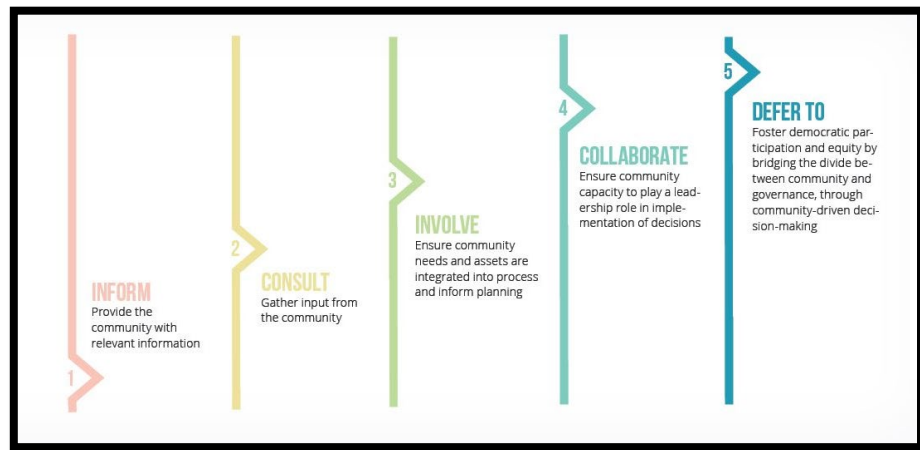 1
INFORM
Provide the
community with
relevant information
2
CONSULT
Gather input from
the community
3
INVOLVE
Ensure community
needs and assets are
integrated into process
and inform planning
4
COLLABORATE
Ensure community
capacity to play a lead-
ership role in imple-
mentation of decisions
5
DEFER TO
Foster democratic par-
ticipation and equity by
bridging the divide be-
tween community and
governance, through
community-driven deci-
sion-making